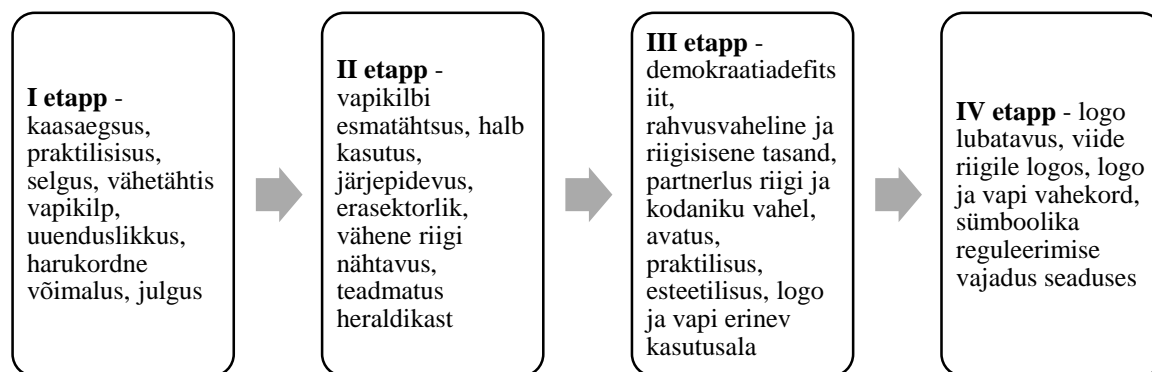 I etapp -
kaasaegsus,
praktilisisus,
selgus, vähetähtis
vapikilp,
uuenduslikkus,
harukordne
võimalus, julgus
II etapp -
vapikilbi
esmatähtsus, halb
kasutus,
järjepidevus,
erasektorlik,
vähene riigi
nähtavus,
teadmatus
heraldikast
III etapp -
demokraatiadefits
iit,
rahvusvaheline ja
riigisisene tasand,
partnerlus riigi ja
kodaniku vahel,
avatus,
praktilisus,
esteetilisus, logo
ja vapi erinev
kasutusala
IV etapp - logo
lubatavus, viide
riigile logos, logo
ja vapi vahekord,
sümboolika
reguleerimise
vajadus seaduses